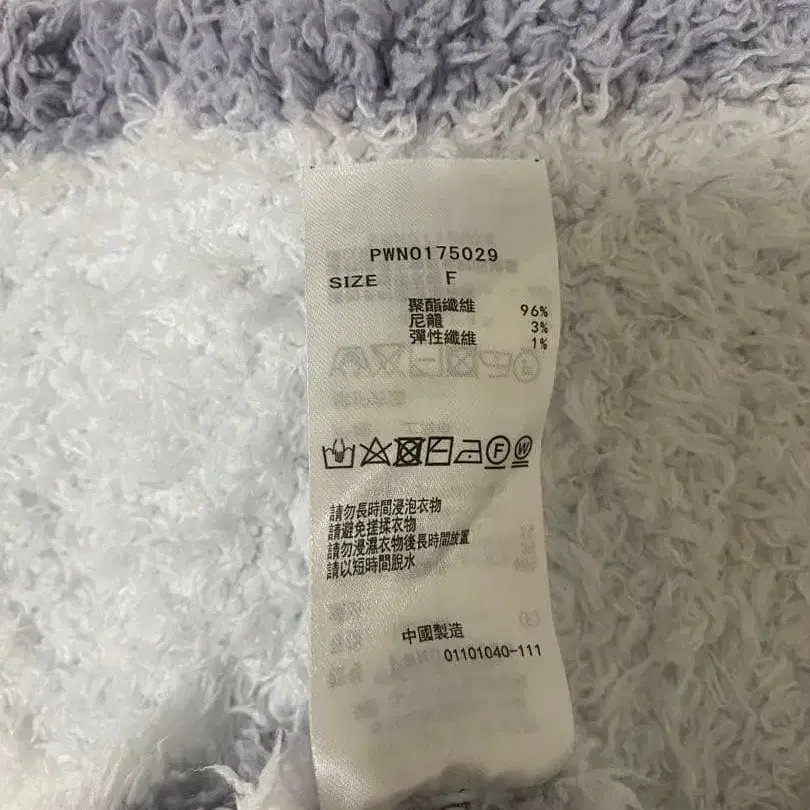 PWNO175029
SIZE F
聚酯纖維 96%
尼龍 3%
彈性纖維 1%
F W
請勿長時間浸泡衣物
請避免搓揉衣物
請勿浸濕衣物後長時間放置
請以短時間脫水
中國製造
01101040-111